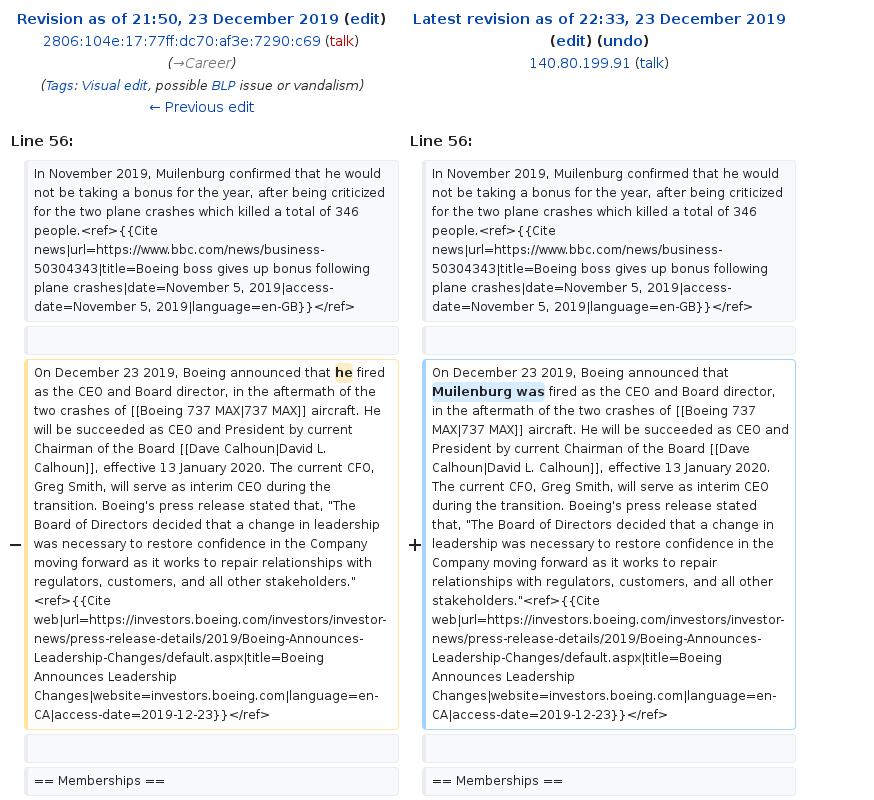 Revision as of 21:50, 23 December 2019 (edit)
2806:104e:17:77ff:dc70:af3e:7290:c69 (talk)
(→Career)
(Tags: Visual edit, possible BLP issue or vandalism)
← Previous edit
Latest revision as of 22:33, 23 December 2019
(edit) (undo)
140.80.199.91 (talk)
Line 56:
In November 2019, Muilenburg confirmed that he would
not be taking a bonus for the year, after being criticized
for the two plane crashes which killed a total of 346
people.<ref>{{Cite
news|url=https://www.bbc.com/news/business-
50304343|title=Boeing boss gives up bonus following
plane crashes|date=November 5, 2019|access-
date=November 5, 2019|language=en-GB}}</ref>
− On December 23 2019, Boeing announced that he fired
as the CEO and Board director, in the aftermath of the
two crashes of [[Boeing 737 MAX|737 MAX]] aircraft. He
will be succeeded as CEO and President by current
Chairman of the Board [[Dave Calhoun|David L.
Calhoun]], effective 13 January 2020. The current CFO,
Greg Smith, will serve as interim CEO during the
transition. Boeing's press release stated that, "The
Board of Directors decided that a change in leadership
was necessary to restore confidence in the Company
moving forward as it works to repair relationships with
regulators, customers, and all other stakeholders."
<ref>{{Cite
web|url=https://investors.boeing.com/investors/investor-
news/press-release-details/2019/Boeing-Announces-
Leadership-Changes/default.aspx|title=Boeing
Announces Leadership
Changes|website=investors.boeing.com|language=en-
CA|access-date=2019-12-23}}</ref>
== Memberships ==
Line 56:
In November 2019, Muilenburg confirmed that he would
not be taking a bonus for the year, after being criticized
for the two plane crashes which killed a total of 346
people.<ref>{{Cite
news|url=https://www.bbc.com/news/business-
50304343|title=Boeing boss gives up bonus following
plane crashes|date=November 5, 2019|access-
date=November 5, 2019|language=en-GB}}</ref>
+ On December 23 2019, Boeing announced that
Muilenburg was fired as the CEO and Board director,
in the aftermath of the two crashes of [[Boeing 737
MAX|737 MAX]] aircraft. He will be succeeded as CEO and
President by current Chairman of the Board [[Dave
Calhoun|David L. Calhoun]], effective 13 January 2020.
The current CFO, Greg Smith, will serve as interim CEO
during the transition. Boeing's press release stated
that, "The Board of Directors decided that a change in
leadership was necessary to restore confidence in the
Company moving forward as it works to repair
relationships with regulators, customers, and all other
stakeholders."<ref>{{Cite
web|url=https://investors.boeing.com/investors/investor-
news/press-release-details/2019/Boeing-Announces-
Leadership-Changes/default.aspx|title=Boeing
Announces Leadership
Changes|website=investors.boeing.com|language=en-
CA|access-date=2019-12-23}}</ref>
== Memberships ==